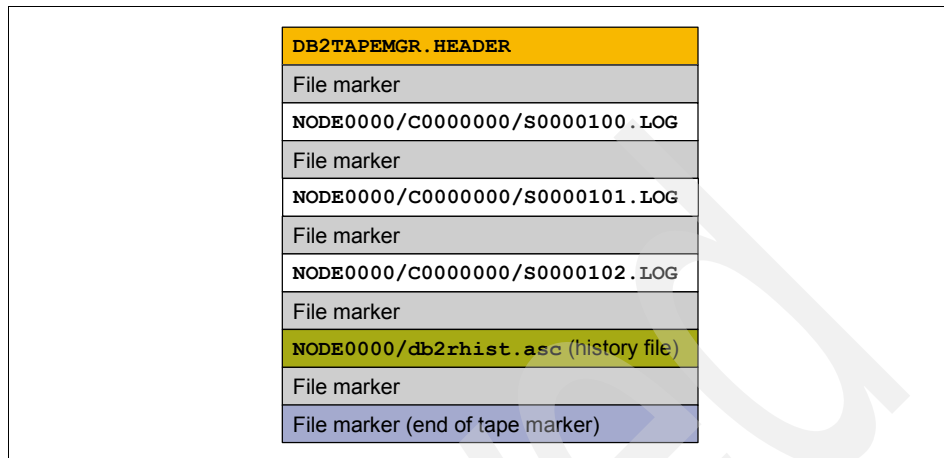 DB2TAPEMGR.HEADER
File marker
NODE0000/C0000000/S0000100.LOG
File marker
NODE0000/C0000000/S0000101.LOG
File marker
NODE0000/C0000000/S0000102.LOG
File marker
NODE0000/db2rhist.asc (history file)
File marker
File marker (end of tape marker)